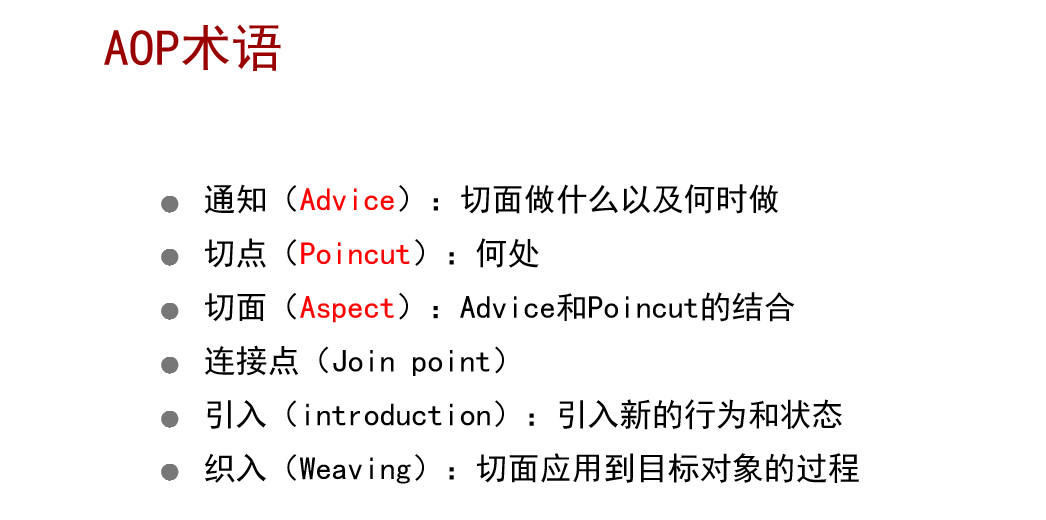 AOP术语
通知（Advice）：切面做什么以及何时做
切点（Poincut）：何处
切面（Aspect）：Advice和Poincut的结合
连接点（Join point）
引入（introduction）：引入新的行为和状态
织入（Weaving）：切面应用到目标对象的过程